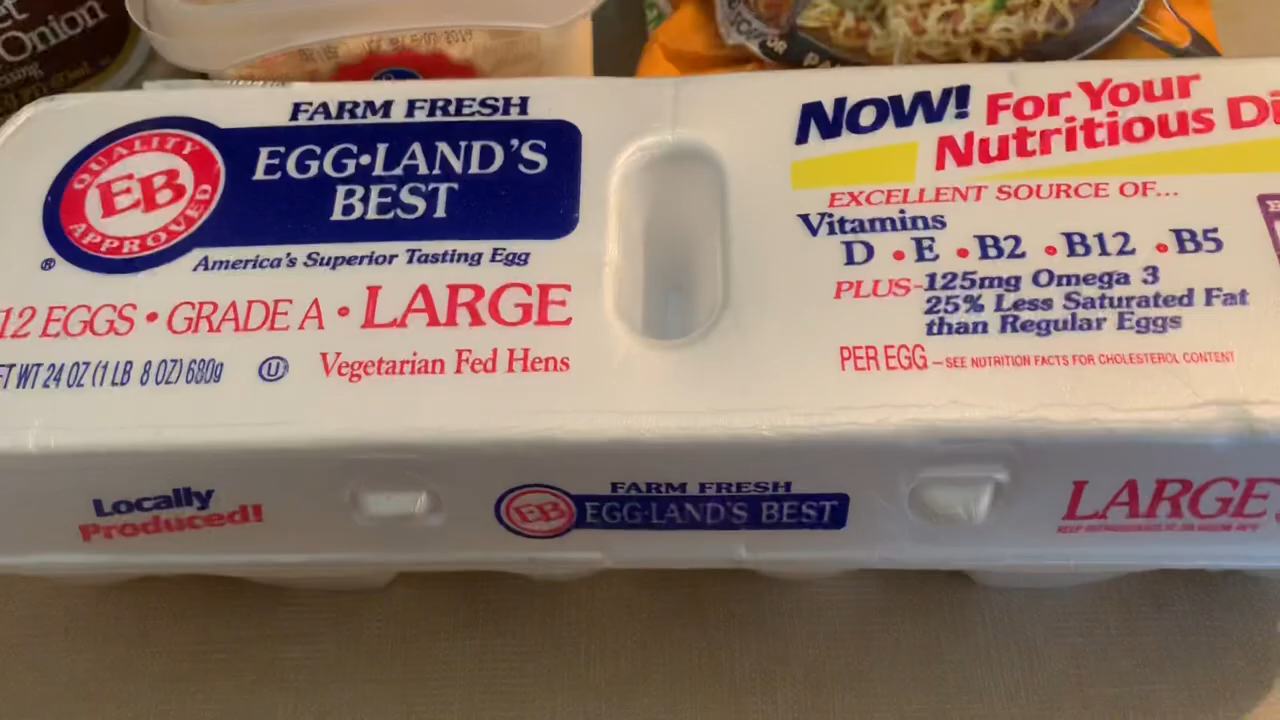 et
Onion
FARM FRESH
QUALITY
EB
APPROVED
EGG•LAND'S
BEST
®
America's Superior Tasting Egg
12 EGGS • GRADE A • LARGE
T WT 24 OZ (1 LB 8 OZ) 680g
U
Vegetarian Fed Hens
NOW! For Your
Nutritious Di
EXCELLENT SOURCE OF...
Vitamins
D • E • B2 • B12 • B5
PLUS-125mg Omega 3
25% Less Saturated Fat
than Regular Eggs
PER EGG – SEE NUTRITION FACTS FOR CHOLESTEROL CONTENT
Locally
Produced!
FARM FRESH
EB EGG•LAND'S BEST
LARGE